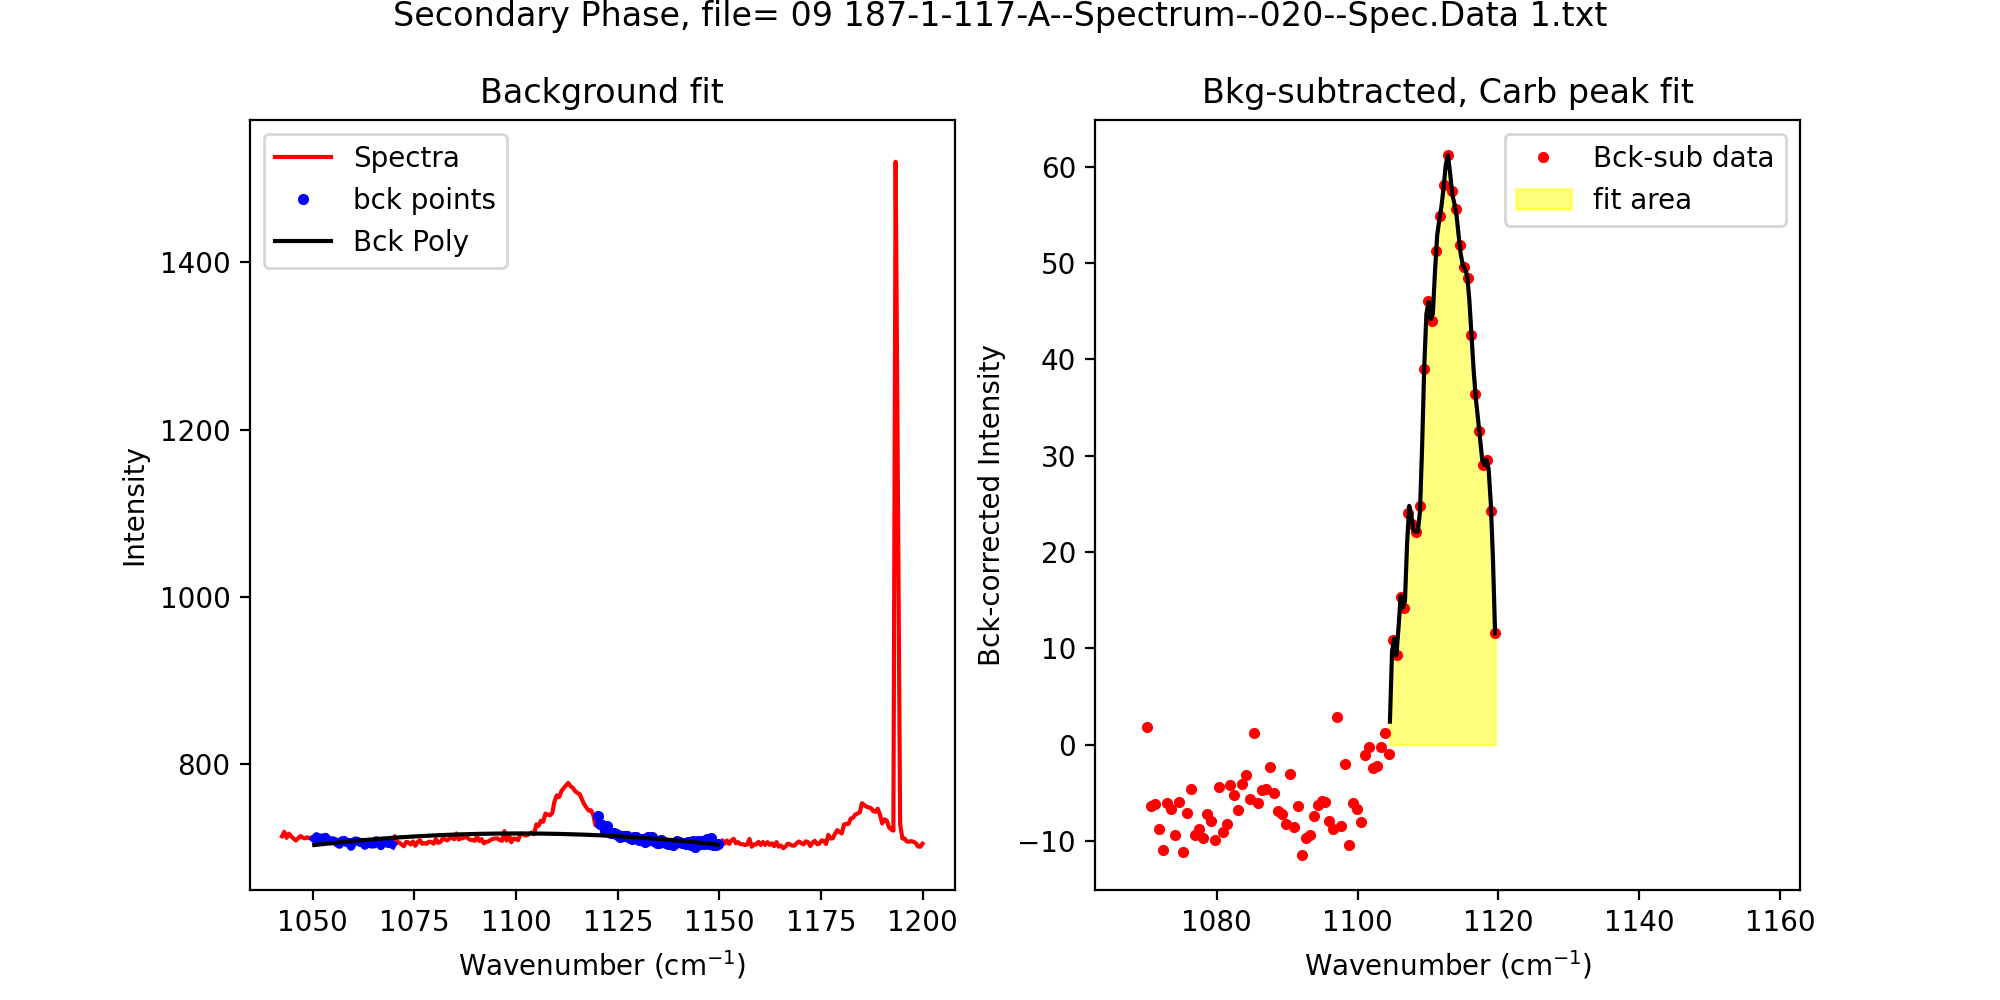 Secondary Phase, file= 09 187-1-117-A--Spectrum--020--Spec.Data 1.txt
Background fit
Spectra
bck points
Bck Poly
Intensity
1400
1200
1000
800
1050 1075 1100 1125 1150 1175 1200
Wavenumber (cm⁻¹)
Bkg-subtracted, Carb peak fit
Bck-sub data
fit area
Bck-corrected Intensity
60
50
40
30
20
10
0
−10
1080 1100 1120 1140 1160
Wavenumber (cm⁻¹)